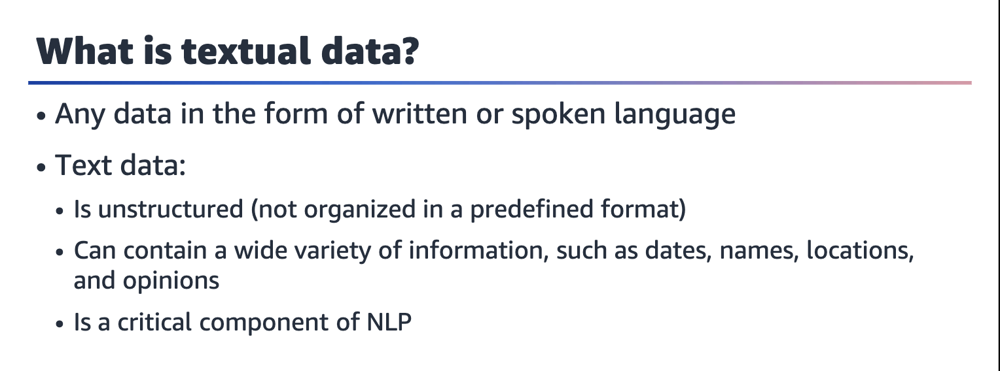 What is textual data?
• Any data in the form of written or spoken language
• Text data:
• Is unstructured (not organized in a predefined format)
• Can contain a wide variety of information, such as dates, names, locations,
and opinions
• Is a critical component of NLP